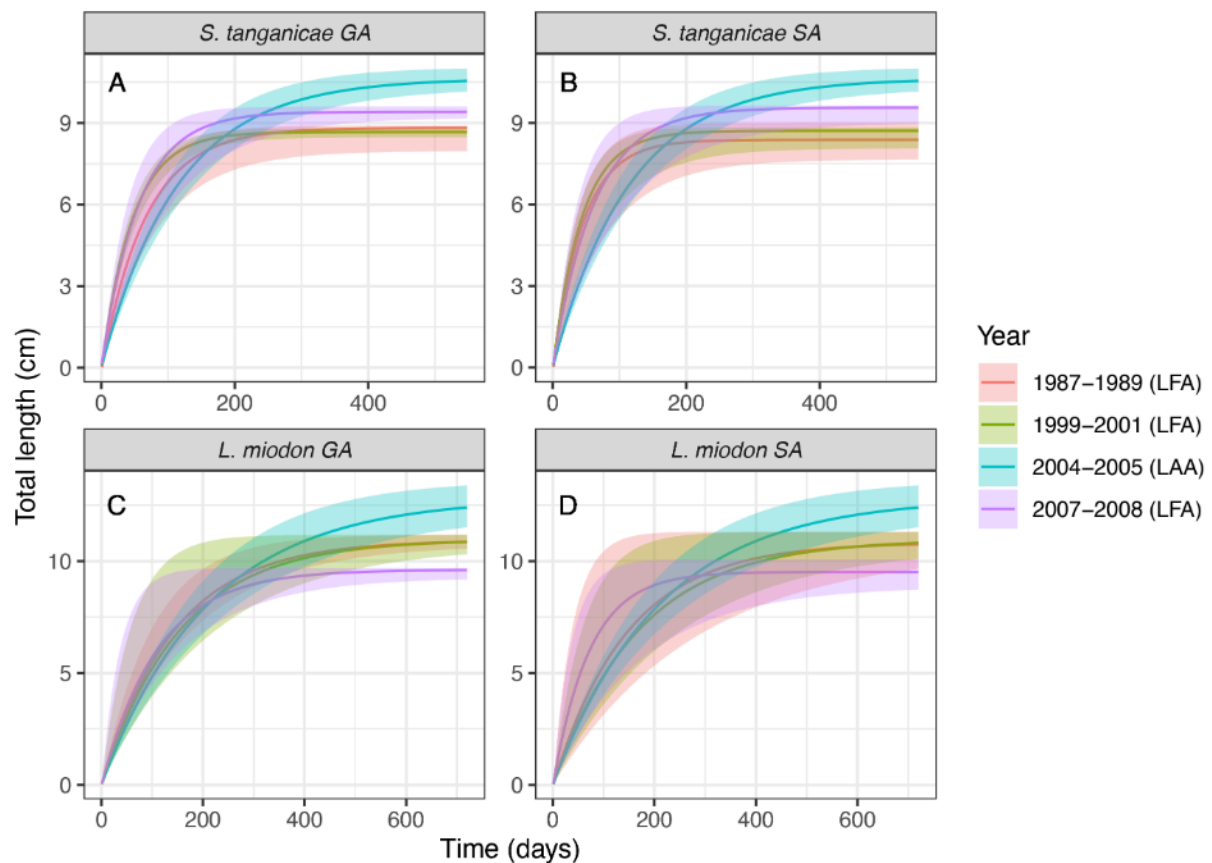 S. tanganicae GA
S. tanganicae SA
A
B
9
6
3
0
9
6
3
0
0
200
400
0
200
400
L. miodon GA
L. miodon SA
C
D
10
5
0
10
5
0
0
200
400
600
0
200
400
600
Total length (cm)
Time (days)
Year
1987–1989 (LFA)
1999–2001 (LFA)
2004–2005 (LAA)
2007–2008 (LFA)